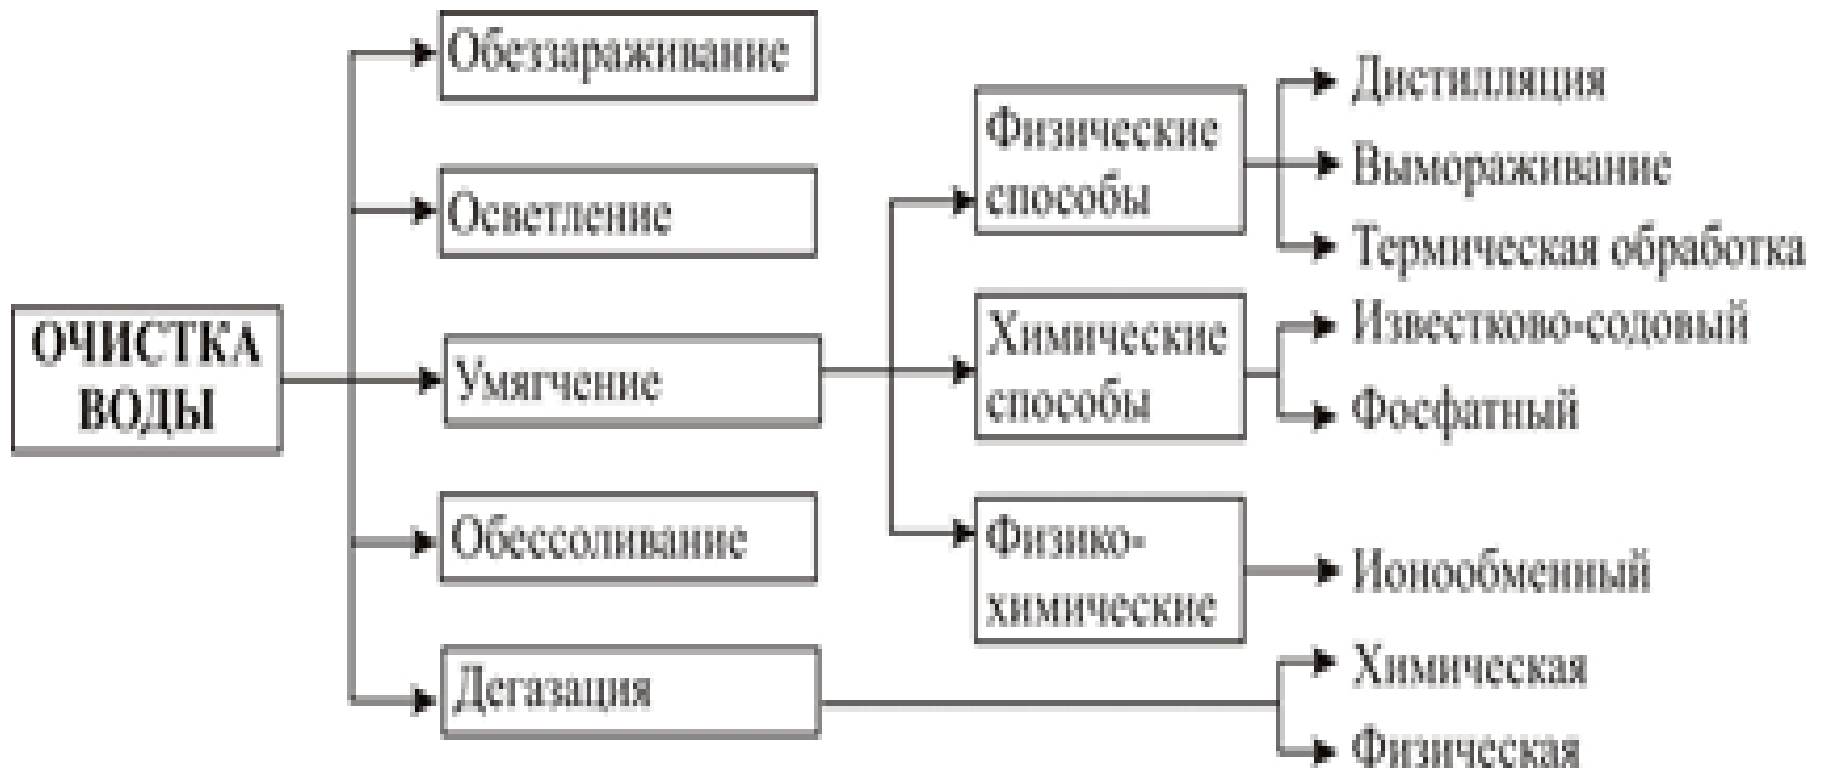 ОЧИСТКА
ВОДЫ
Обеззараживание
Осветление
Умягчение
Обессоливание
Дегазация
Физические
способы
Химические
способы
Физико-
химические
Дистилляция
Вымораживание
Термическая обработка
Известково-содовый
Фосфатный
Ионообменный
Химическая
Физическая